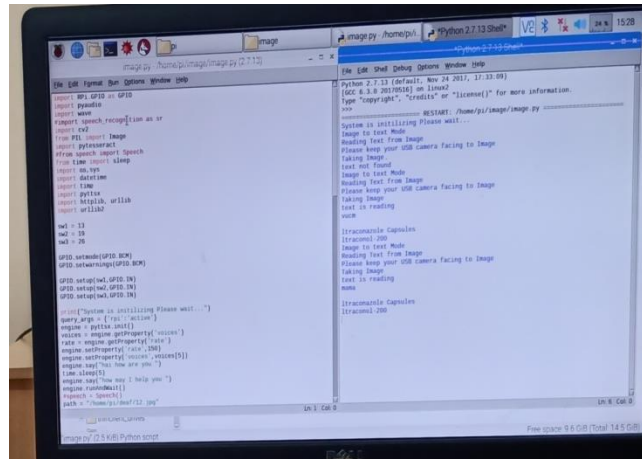 pi
image
image.py - /home/pi/i..
*Python 2.7.13 Shell*
24 %
15:28
image.py - /home/pi/image/image.py (2.7.13)
File Edit Format Run Options Window Help
import RPi.GPIO as GPIO
import pyaudio
import wave
#import speech_recognition as sr
import cv2
from PIL import Image
import pytesseract
#from speech import Speech
from time import sleep
import os,sys
import datetime
import time
import pyttsx
import httplib, urllib
import urllib2
sw1 = 13
sw2 = 19
sw3 = 26
GPIO.setmode(GPIO.BCM)
GPIO.setwarnings(GPIO.BCM)
GPIO.setup(sw1,GPIO.IN)
GPIO.setup(sw2,GPIO.IN)
GPIO.setup(sw3,GPIO.IN)
print("System is initilizing Please wait...")
query_args = {'rpi':'active'}
engine = pyttsx.init()
voices = engine.getProperty('voices')
rate = engine.getProperty('rate')
engine.setProperty('rate',150)
engine.setProperty('voices',voices[5])
engine.say("hai how are you ")
time.sleep(5)
engine.say("how may I help you ")
engine.runAndWait()
#speech = Speech()
path = "/home/pi/deaf/12.jpg"
Ln: 1 Col: 0
"image.py" (2.5 KiB) Python script
*Python 2.7.13 Shell*
File Edit Shell Debug Options Window Help
Python 2.7.13 (default, Nov 24 2017, 17:33:09)
[GCC 6.3.0 20170516] on linux2
Type "copyright", "credits" or "license()" for more information.
>>>
RESTART: /home/pi/image/image.py
System is initilizing Please wait...
Image to text Mode
Reading Text from Image
Please keep your USB camera facing to Image
Taking Image
text not found
Image to text Mode
Reading Text from Image
Please keep your USB camera facing to Image
Taking Image
text is reading
vucm
ltraconazole Capsules
ltraconol-200
Image to text Mode
Reading Text from Image
Please keep your USB camera facing to Image
Taking Image
text is reading
mama
ltraconazole Capsules
ltraconol-200
Ln: 6 Col: 0
Free space: 9.6 GiB (Total: 14.5 GiB)
DELL